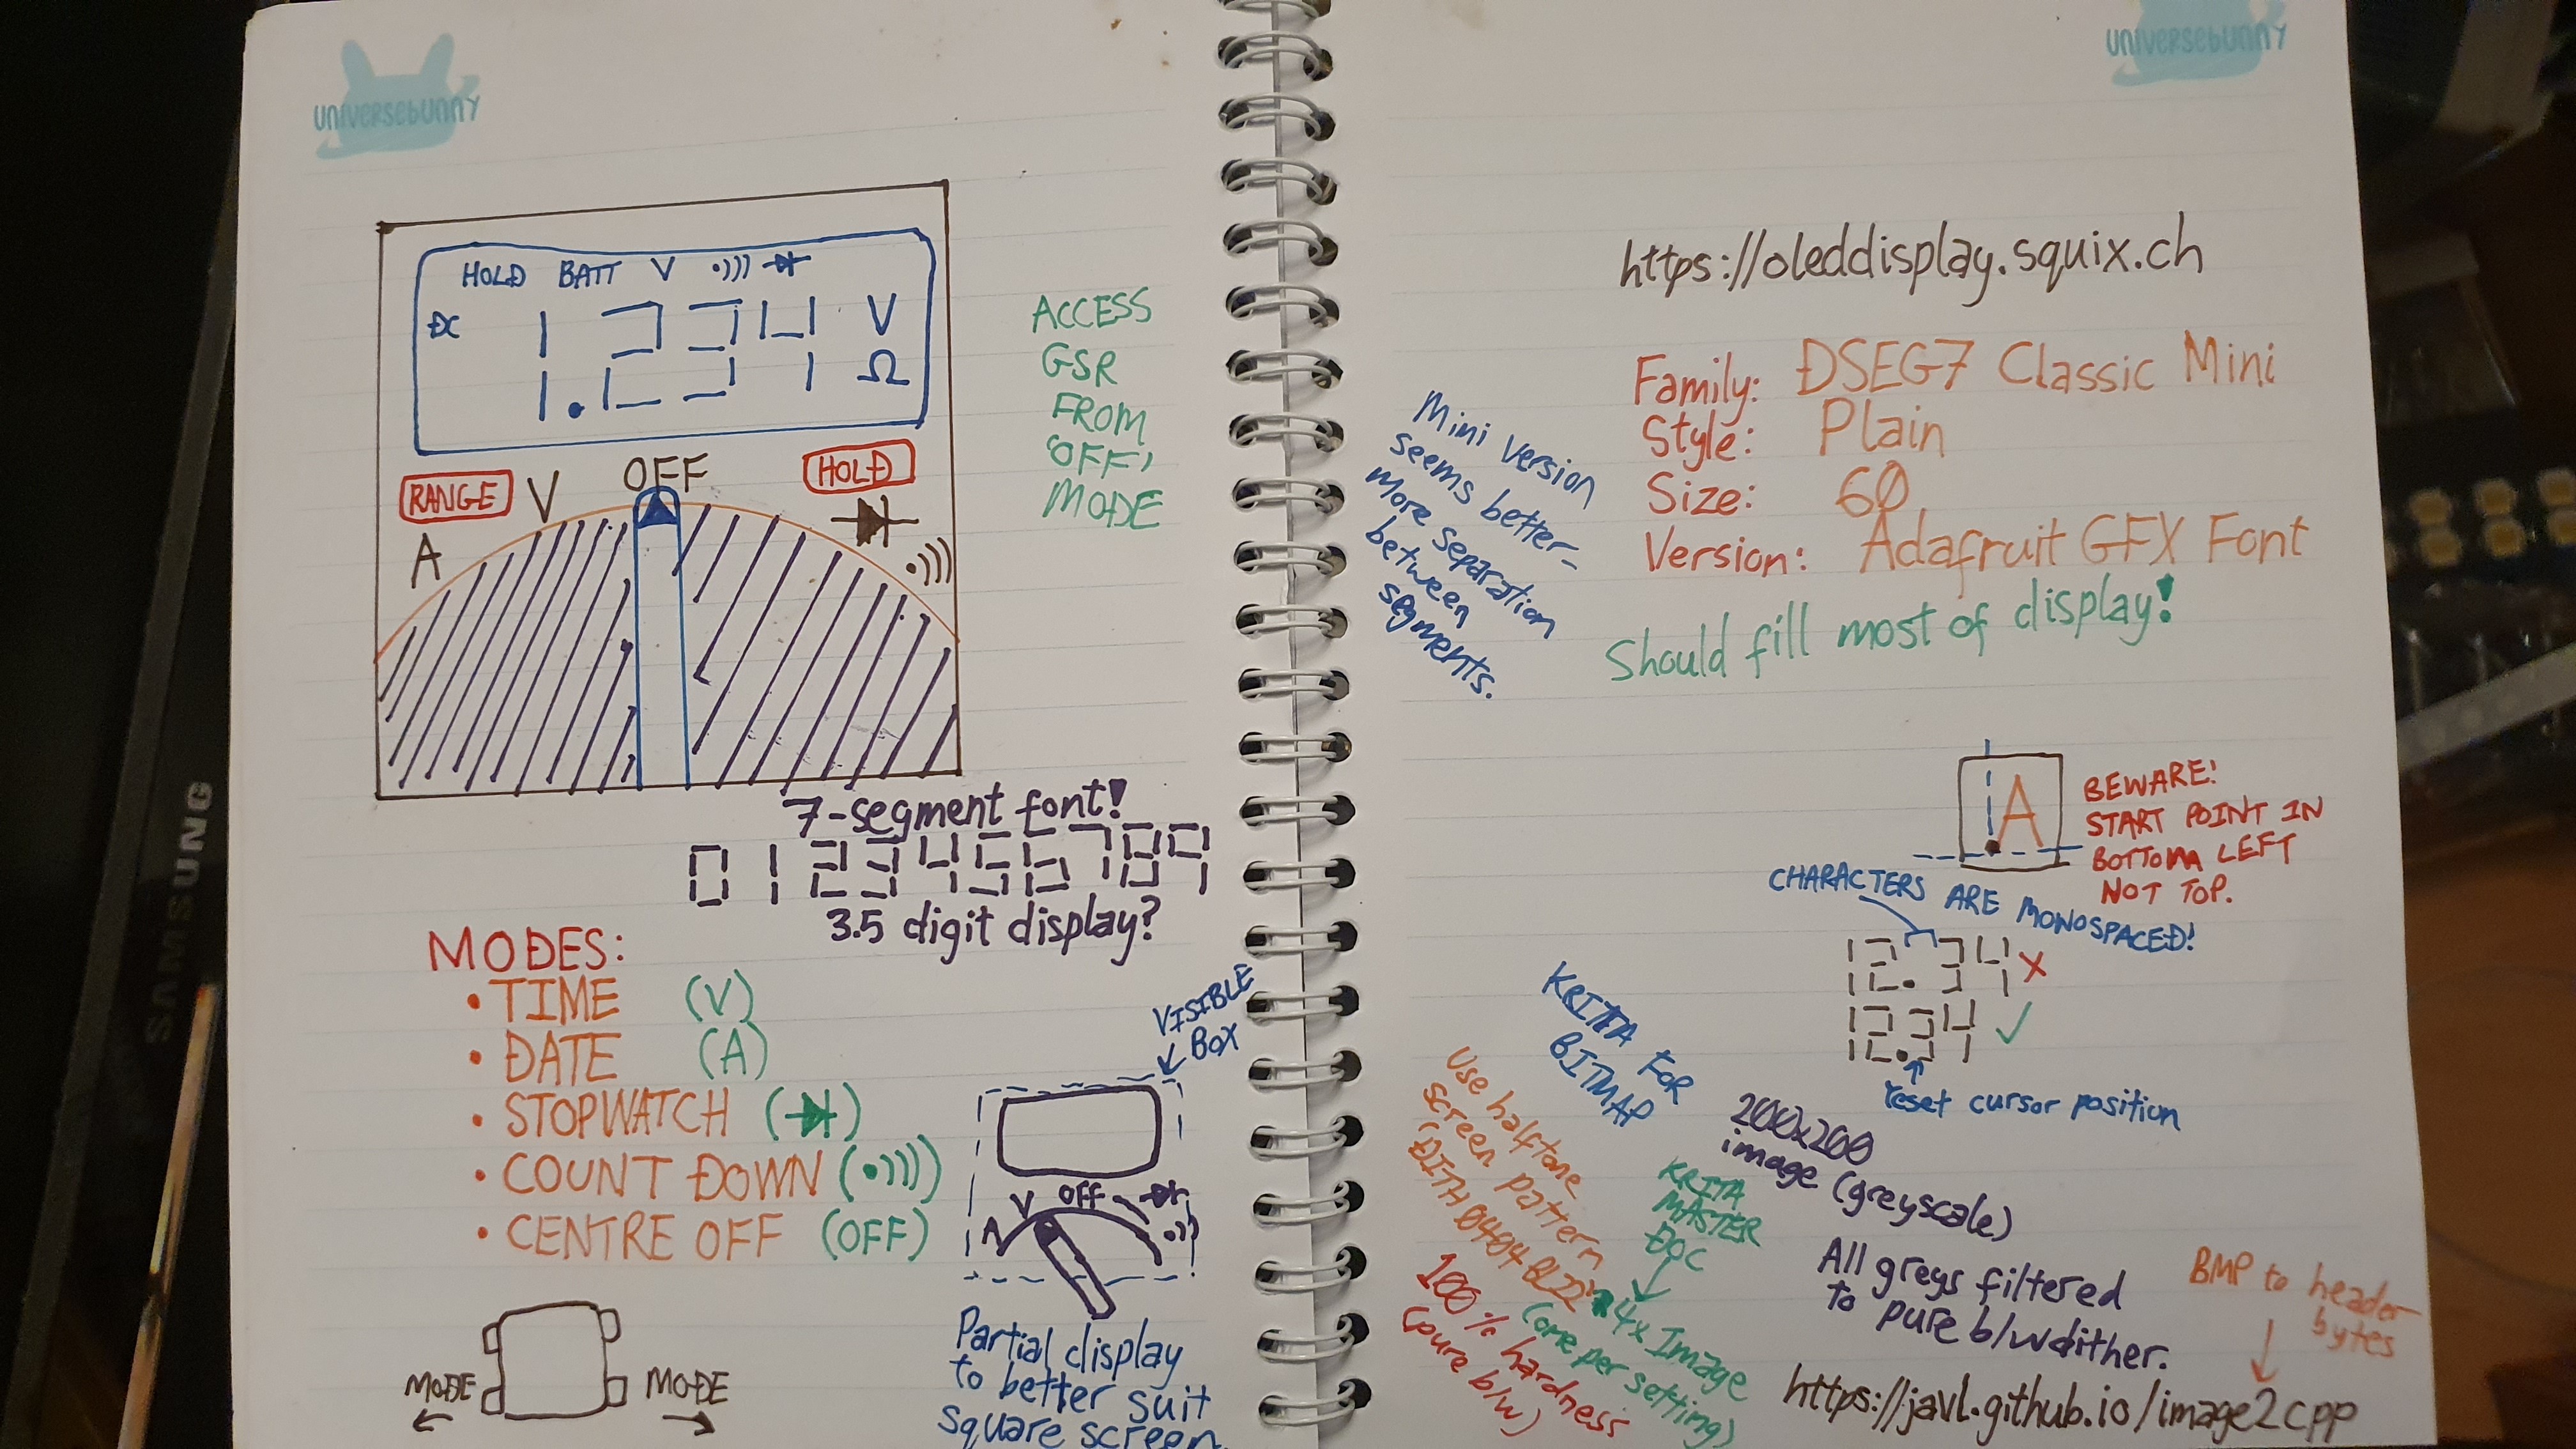 UNIVERSEBUNNY
HOLD BATT V •)))
DC 1.234 V Ω
RANGE V OFF HOLD
A •)))
ACCESS
GSR
FROM
'OFF'
MODE
7-segment font!
0123456789
3.5 digit display?
MODES:
• TIME (V)
• DATE (A)
• STOPWATCH ( )
• COUNT DOWN (•))))
• CENTRE OFF (OFF)
MODE ← MODE →
VISIBLE
BOX
A V OFF •))
Partial display
to better suit
square screen
SAMSUNG
UNIVERSEBUNNY
https://oleddisplay.squix.ch
Family: DSEG7 Classic Mini
Style: Plain
Size: 60
Version: Adafruit GFX Font
Should fill most of display!
Mini version
seems better-
more separation
between
segments.
A
BEWARE!
START POINT IN
BOTTOM LEFT
NOT TOP.
CHARACTERS ARE MONOSPACED!
12.34 X
12.34 ✓
reset cursor position
KRITA FOR
BITMAP
Use halftone
screen pattern
(DITH 0404 BL22)
100% hardness
(pure b/w)
KRITA
MASTER
DOC
4x Image
(one per setting)
200x200
image (greyscale)
All greys filtered
to pure b/w dither.
BMP to header
bytes
https://javl.github.io/image2cpp